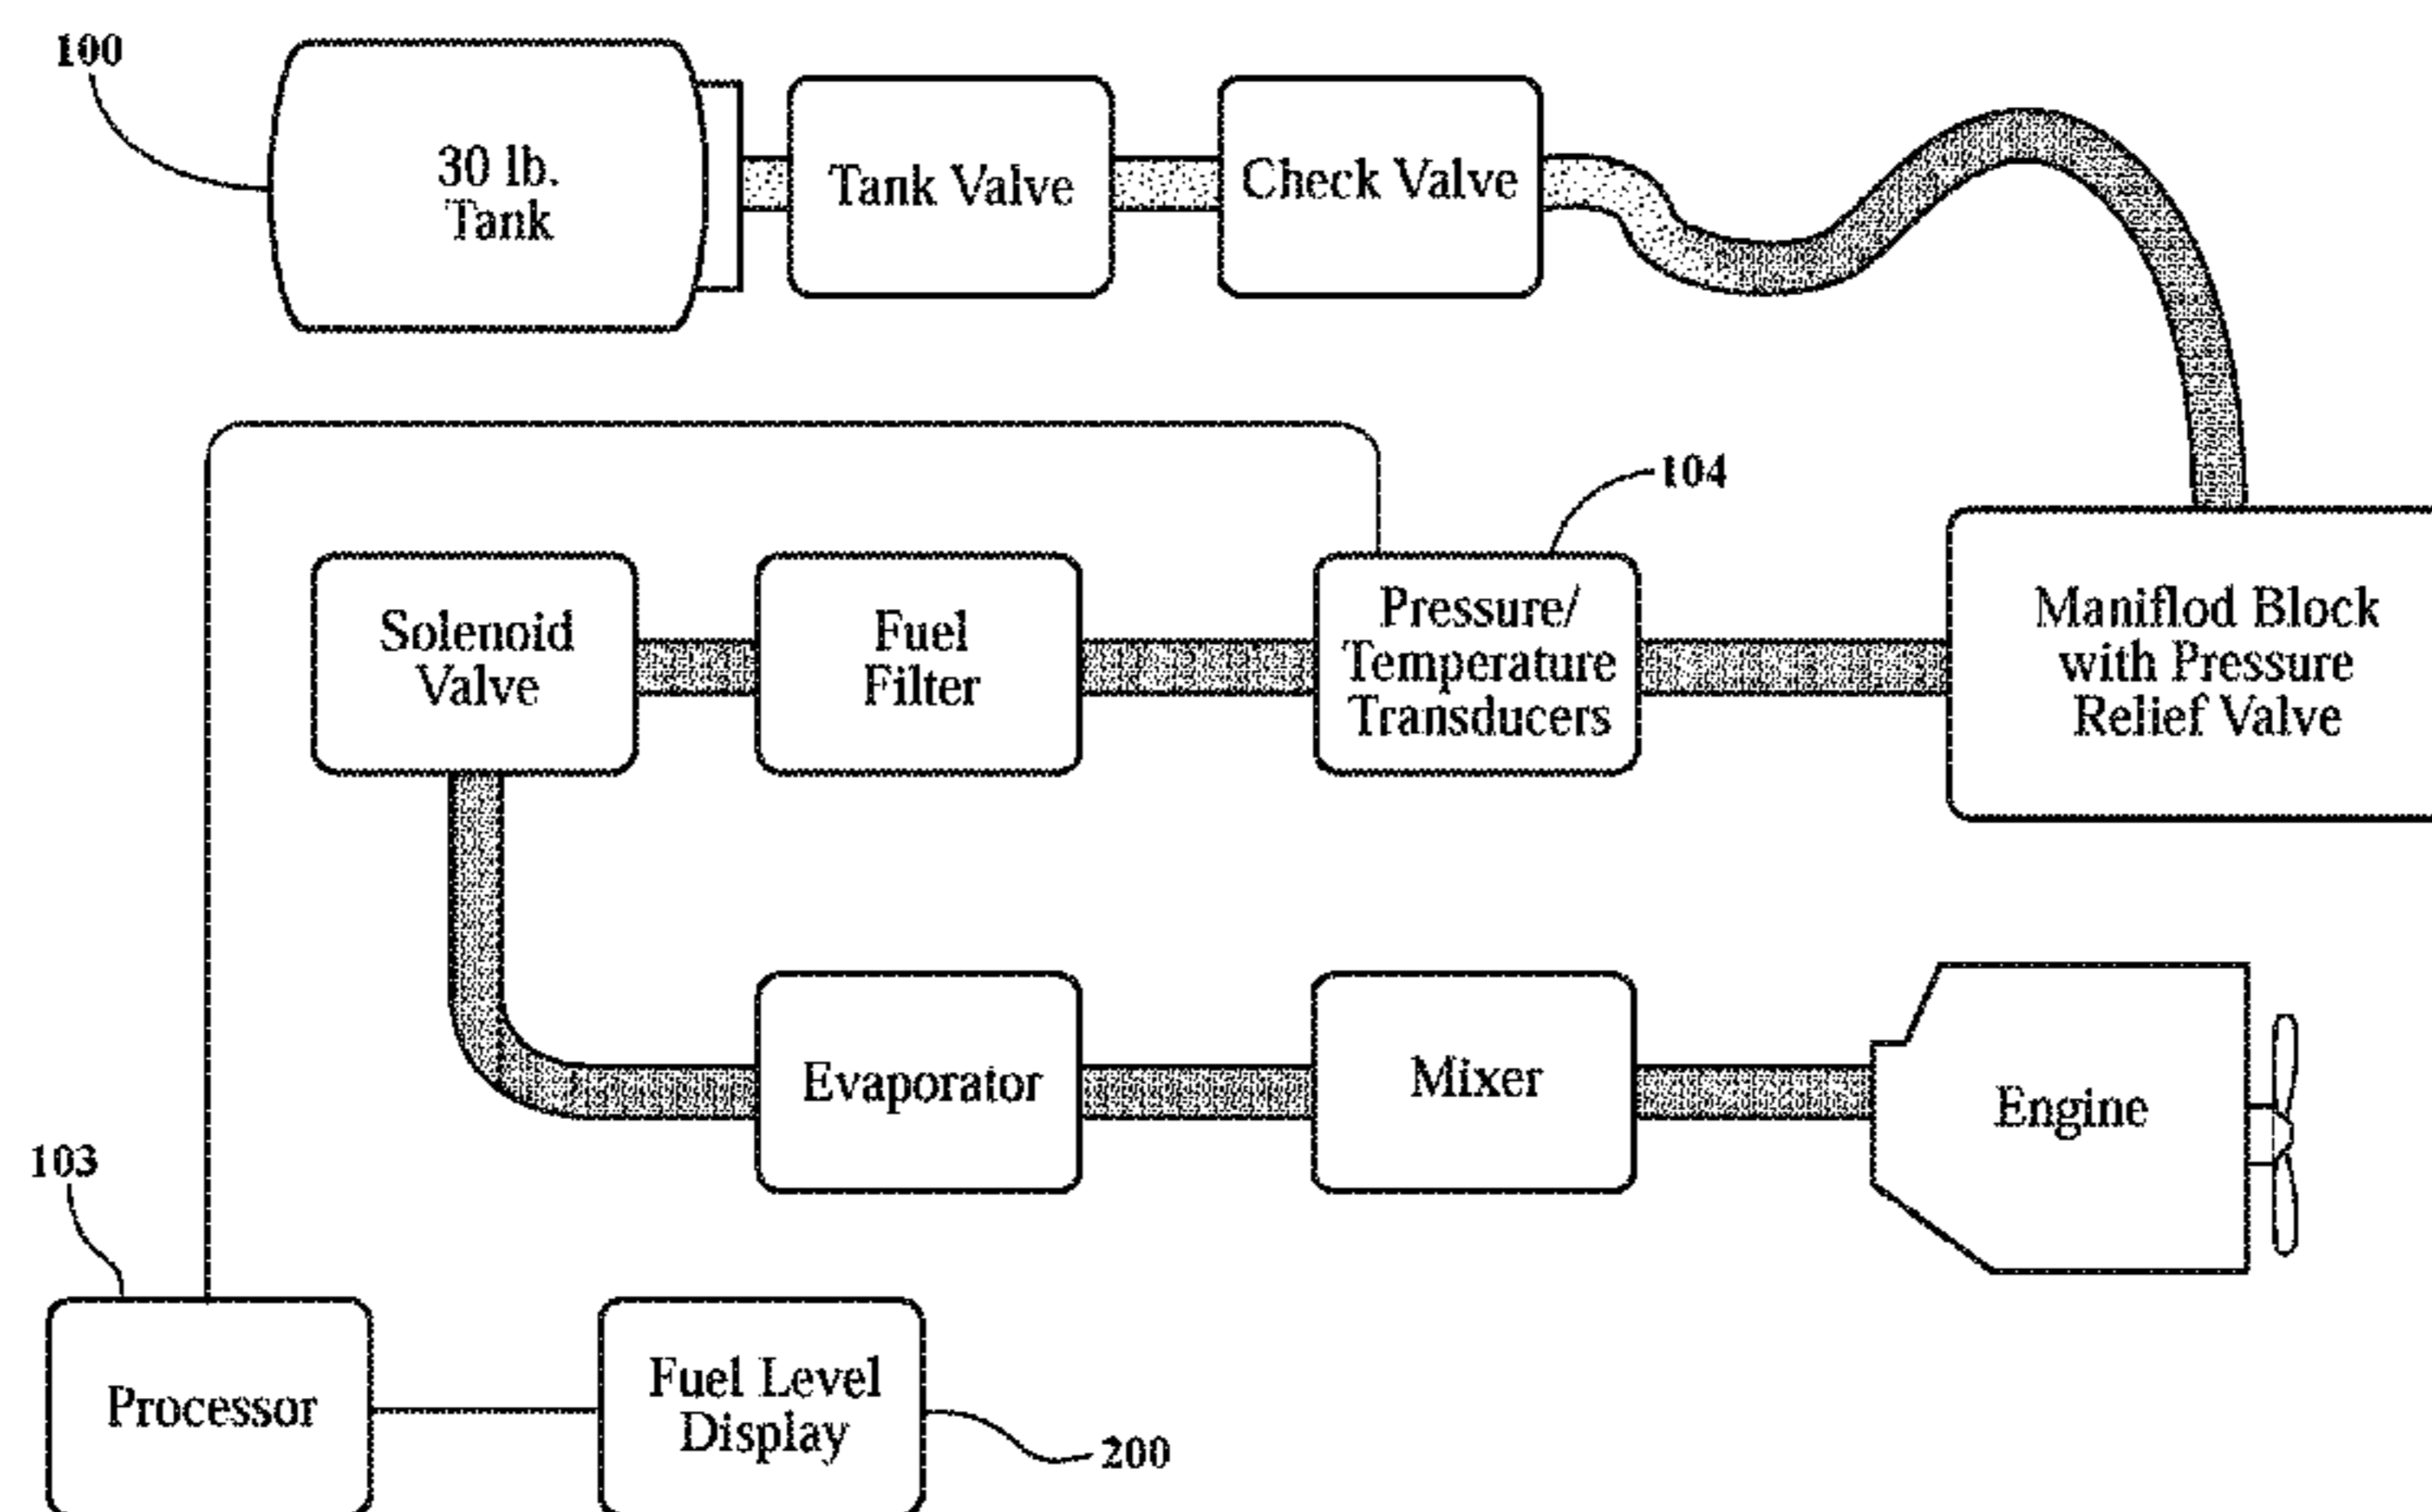 100
30 lb.
Tank
Tank Valve
Check Valve
104
Solenoid
Valve
Fuel
Filter
Pressure/
Temperature
Transducers
Maniflod Block
with Pressure
Relief Valve
Evaporator
Mixer
Engine
103
Processor
Fuel Level
Display
200